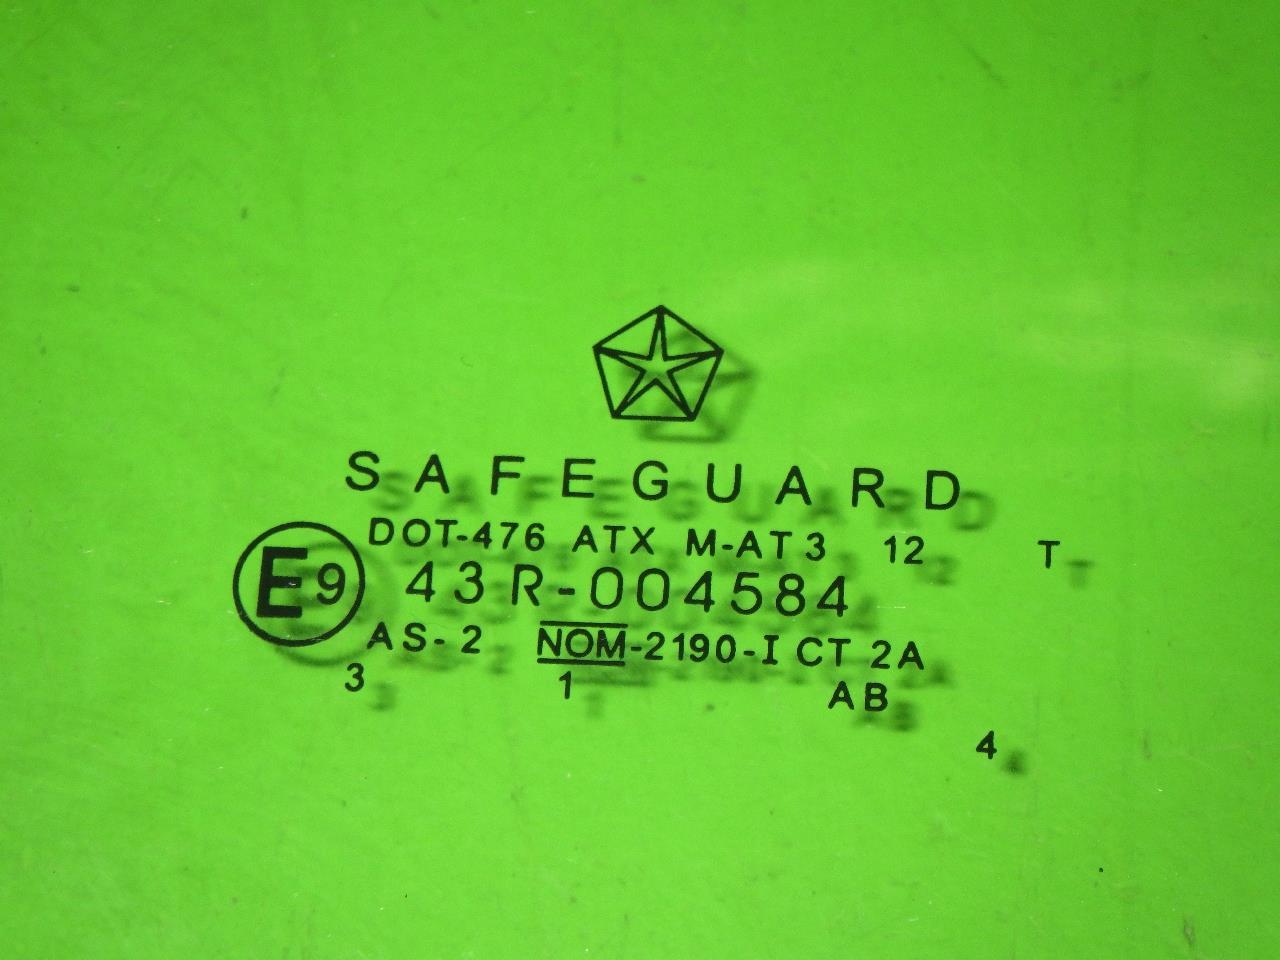 SAFEGUARD
DOT-476 ATX M-AT3 12 T
E9 43R-004584
AS-2 NOM-2190-I CT 2A
3 1 AB
4